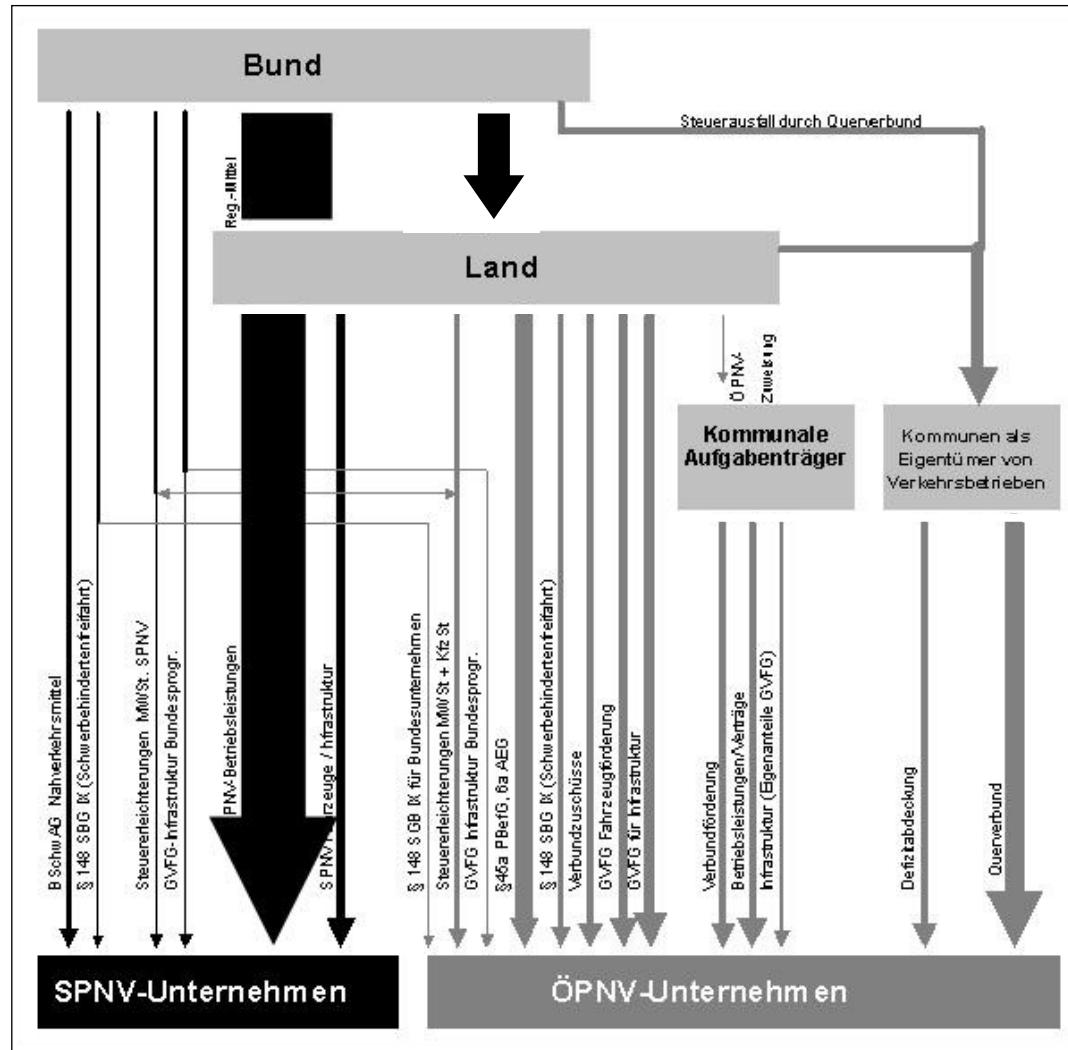 Bund
Steuerausfall durch Querverbund
Reg.-Mittel
Land
ÖPNV-
Zuweisung
Kommunale
Aufgabenträger
Kommunen als
Eigentümer von
Verkehrsbetrieben
BSchwAG Nahverkehrsmittel
§ 148 SBG IX (Schwerbehindertenfreifahrt)
Steuererleichterungen MWSt. SPNV
GVFG-Infrastruktur Bundesprogr.
PNV-Betriebsleistungen
SPNV Fahrzeuge / Infrastruktur
§ 148 SGB IX für Bundesunternehmen
Steuererleichterungen MWSt + Kfz St
GVFG Infrastruktur Bundesprogr.
§45a PBefG, 6a AEG
§ 148 SBG IX (Schwerbehindertenfreifahrt)
Verbundzuschüsse
GVFG Fahrzeugförderung
GVFG für Infrastruktur
Verbundförderung
Betriebsleistungen/Verträge
Infrastruktur (Eigenanteile GVFG)
Defizitabdeckung
Querverbund
SPNV-Unternehmen
ÖPNV-Unternehmen